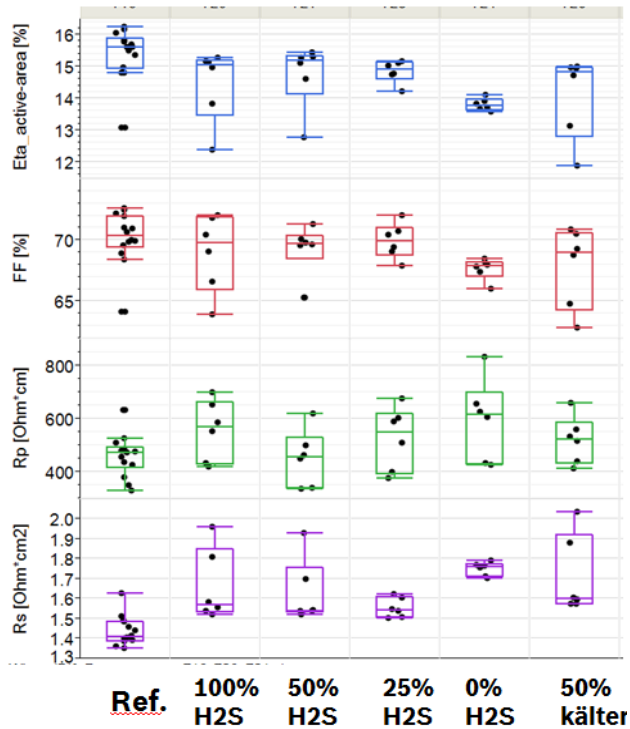 Eta_active-area [%]
16
15
14
13
12
FF [%]
70
65
Rp [Ohm*cm]
800
600
400
Rs [Ohm*cm2]
2.0
1.9
1.8
1.7
1.6
1.5
1.4
1.3
Ref.
100% H2S
50% H2S
25% H2S
0% H2S
50% kälter